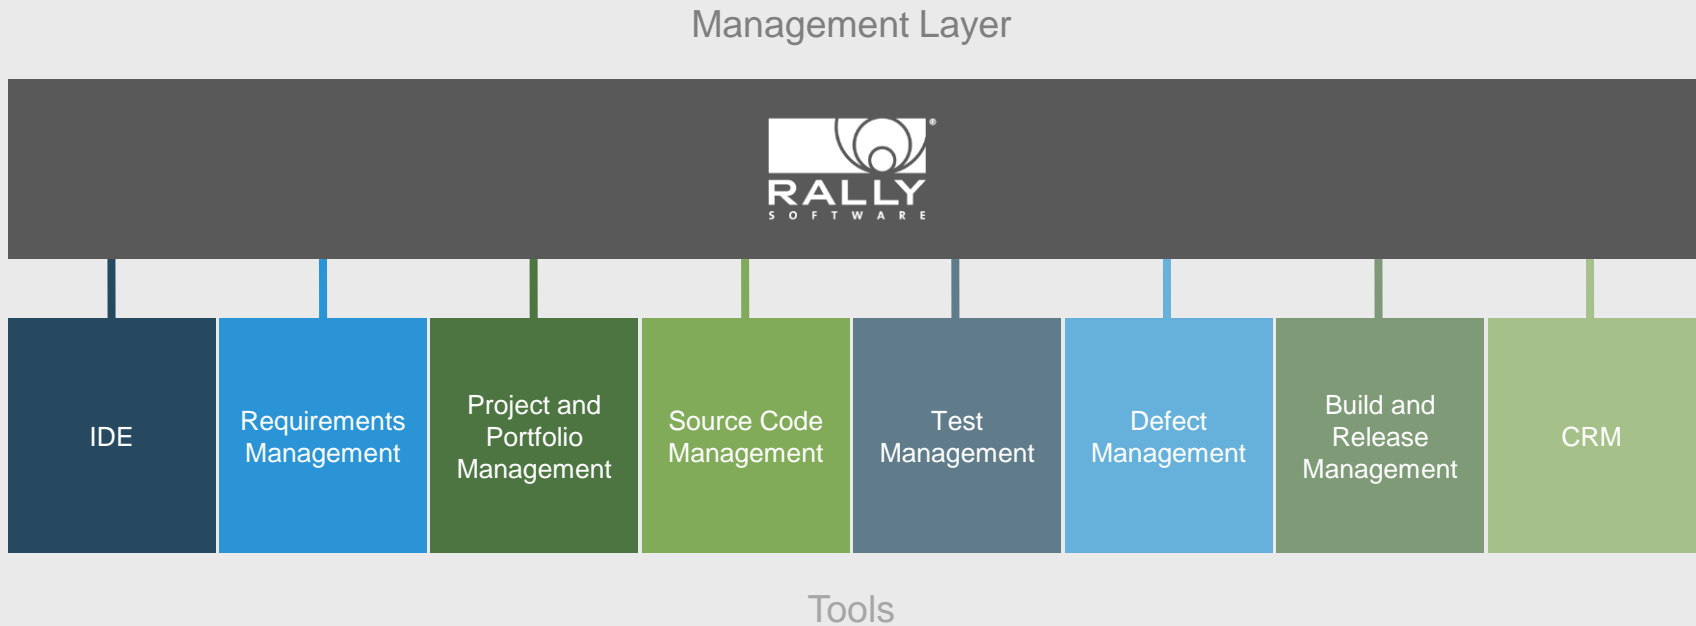 Management Layer
RALLY®
SOFTWARE
IDE
Requirements
Management
Project and
Portfolio
Management
Source Code
Management
Test
Management
Defect
Management
Build and
Release
Management
CRM
Tools